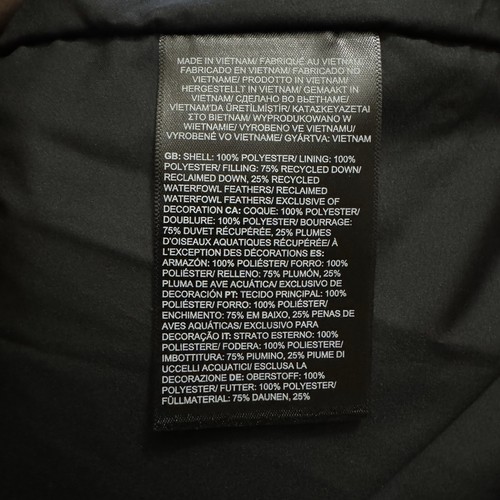 MADE IN VIETNAM/ FABRIQUÉ AU VIETNAM/
FABRICADO EN VIETNAM/ FABRICADO NO
VIETNAME/ PRODOTTO IN VIETNAM/
HERGESTELLT IN VIETNAM/ GEMAAKT IN
VIETNAM/ СДЕЛАНО ВО ВЬЕТНАМЕ/
VİETNAM'DA ÜRETİLMİŞTİR/ ΚΑΤΑΣΚΕΥΑΖΕΤΑΙ
ΣΤΟ ΒΙΕΤΝΑΜ/ WYPRODUKOWANO W
WIETNAMIE/ VYROBENO VE VIETNAMU/
VYROBENÉ VO VIETNAME/ GYÁRTVA: VIETNAM
GB: SHELL: 100% POLYESTER/ LINING: 100%
POLYESTER/ FILLING: 75% RECYCLED DOWN/
RECLAIMED DOWN, 25% RECYCLED
WATERFOWL FEATHERS/ RECLAIMED
WATERFOWL FEATHERS/ EXCLUSIVE OF
DECORATION CA: COQUE: 100% POLYESTER/
DOUBLURE: 100% POLYESTER/ BOURRAGE:
75% DUVET RÉCUPÉRÉE, 25% PLUMES
D'OISEAUX AQUATIQUES RÉCUPÉRÉE/ À
L'EXCEPTION DES DÉCORATIONS ES:
ARMAZÓN: 100% POLIÉSTER/ FORRO: 100%
POLIÉSTER/ RELLENO: 75% PLUMÓN, 25%
PLUMA DE AVE ACUÁTICA/ EXCLUSIVO DE
DECORACIÓN PT: TECIDO PRINCIPAL: 100%
POLIÉSTER/ FORRO: 100% POLIÉSTER/
ENCHIMENTO: 75% EM BAIXO, 25% PENAS DE
AVES AQUÁTICAS/ EXCLUSIVO PARA
DECORAÇÃO IT: STRATO ESTERNO: 100%
POLIESTERE/ FODERA: 100% POLIESTERE/
IMBOTTITURA: 75% PIUMINO, 25% PIUME DI
UCCELLI ACQUATICI/ ESCLUSA LA
DECORAZIONE DE: OBERSTOFF: 100%
POLYESTER/ FUTTER: 100% POLYESTER/
FÜLLMATERIAL: 75% DAUNEN, 25%